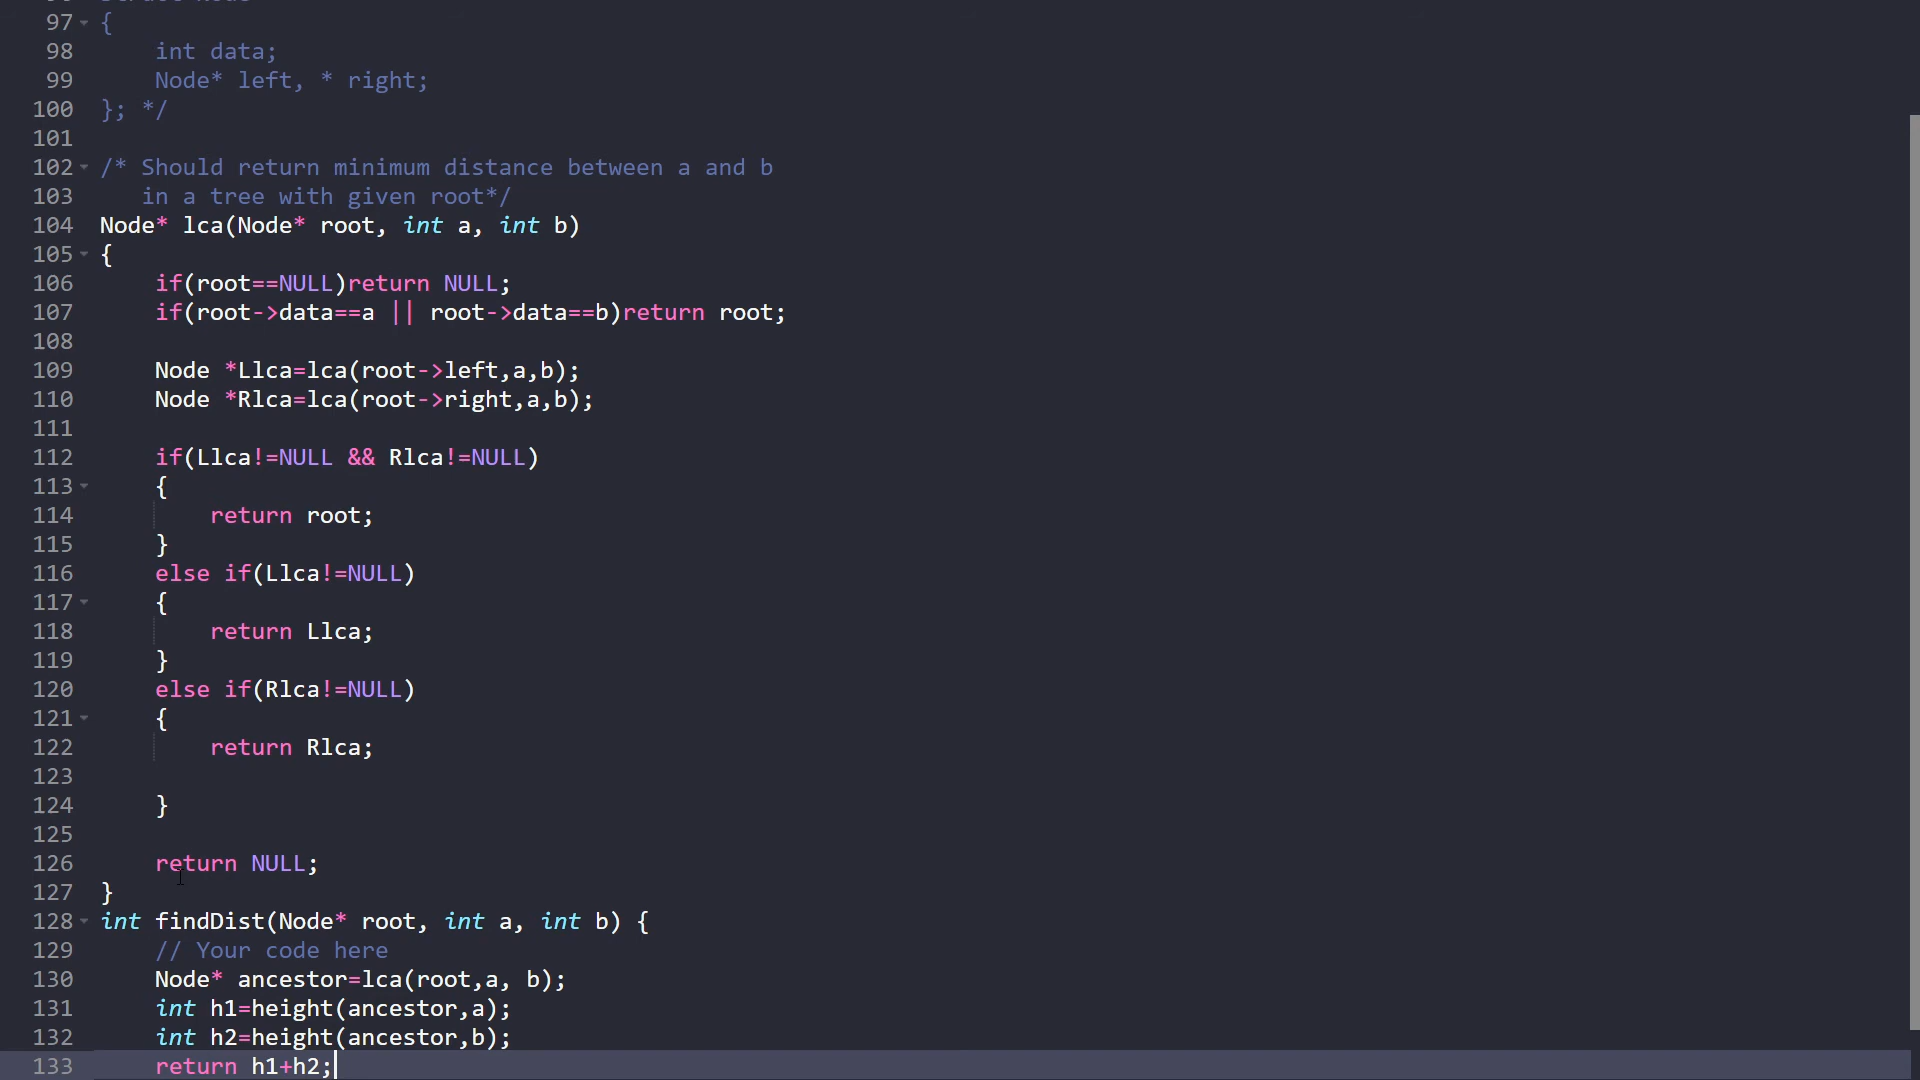 97 {
98     int data;
99     Node* left, * right;
100 }; */
101
102 /* Should return minimum distance between a and b
103    in a tree with given root*/
104 Node* lca(Node* root, int a, int b)
105 {
106     if(root==NULL)return NULL;
107     if(root->data==a || root->data==b)return root;
108
109     Node *Llca=lca(root->left,a,b);
110     Node *Rlca=lca(root->right,a,b);
111
112     if(Llca!=NULL && Rlca!=NULL)
113     {
114         return root;
115     }
116     else if(Llca!=NULL)
117     {
118         return Llca;
119     }
120     else if(Rlca!=NULL)
121     {
122         return Rlca;
123
124     }
125
126     return NULL;
127 }
128 int findDist(Node* root, int a, int b) {
129     // Your code here
130     Node* ancestor=lca(root,a, b);
131     int h1=height(ancestor,a);
132     int h2=height(ancestor,b);
133     return h1+h2;